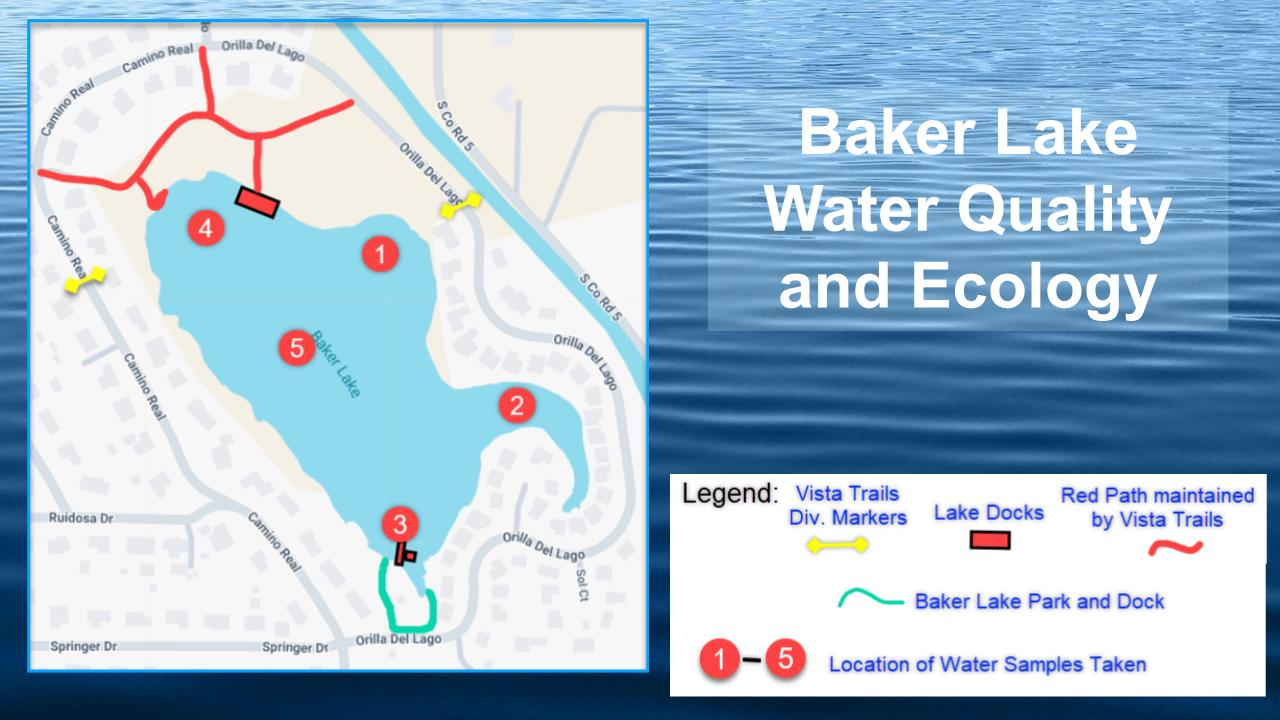 Baker Lake
Water Quality
and Ecology
lo
Camino Real
Orilla Del Lago
Camino Real
S Co Rd 5
Orilla Del Lago
4
1
Camino Real
S Co Rd 5
5
Baker Lake
Orilla Del Lago
Camino Real
2
3
Ruidosa Dr
Camino Real
Orilla Del Lago
Sol Ct
Springer Dr
Springer Dr
Orilla Del Lago
Legend:
Vista Trails
Div. Markers
Lake Docks
Red Path maintained
by Vista Trails
Baker Lake Park and Dock
1 – 5
Location of Water Samples Taken